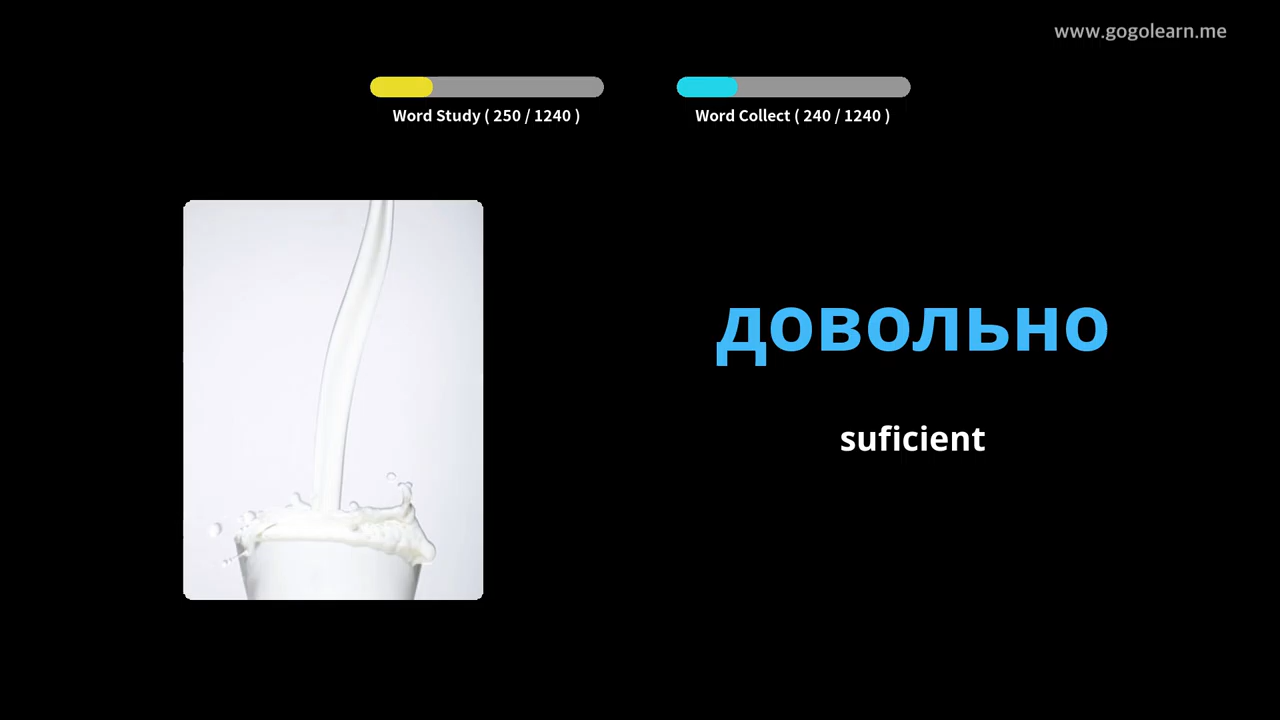 www.gogolearn.me
Word Study ( 250 / 1240 )
Word Collect ( 240 / 1240 )
довольно
suficient